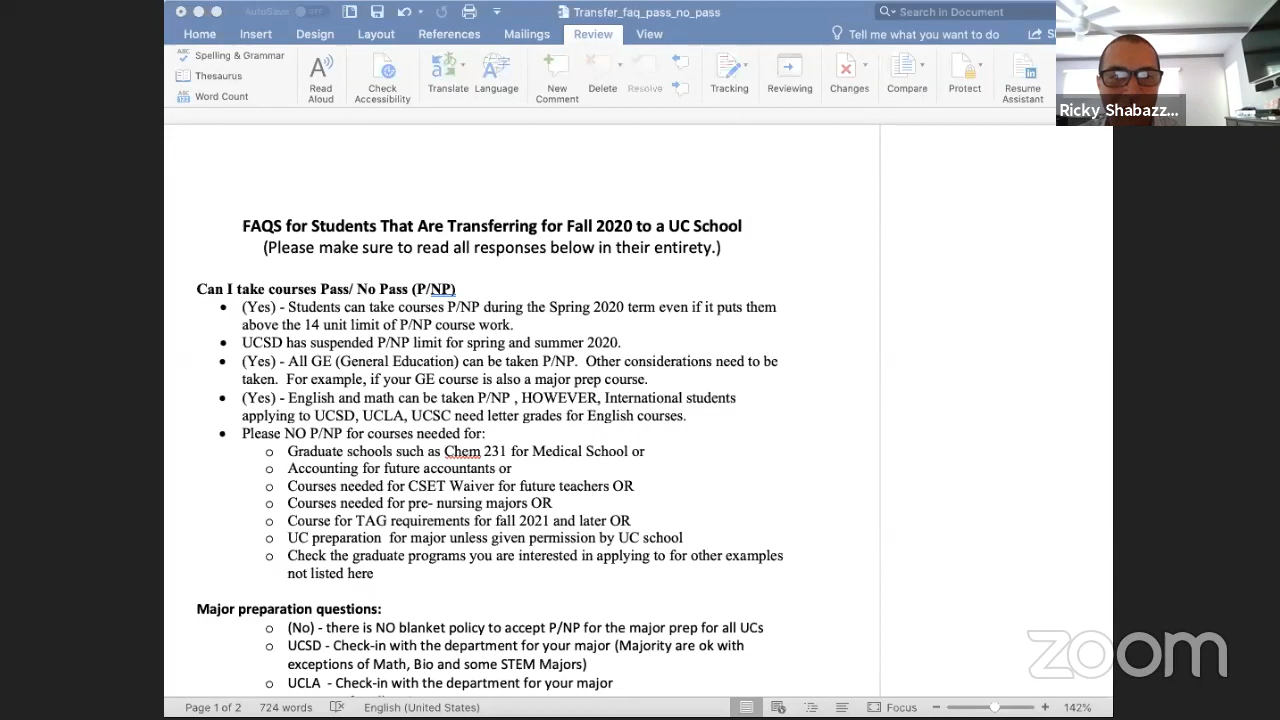 AutoSave OFF
Transfer_faq_pass_no_pass
Search in Document
Home Insert Design Layout References Mailings Review View Tell me what you want to do
Spelling & Grammar
Thesaurus
Word Count
Read Aloud
Check Accessibility
Translate Language
New Comment
Delete Resolve
Tracking Reviewing Changes Compare Protect
Resume Assistant
Ricky Shabazz...
FAQS for Students That Are Transferring for Fall 2020 to a UC School
(Please make sure to read all responses below in their entirety.)
Can I take courses Pass/ No Pass (P/NP)
• (Yes) - Students can take courses P/NP during the Spring 2020 term even if it puts them
above the 14 unit limit of P/NP course work.
• UCSD has suspended P/NP limit for spring and summer 2020.
• (Yes) - All GE (General Education) can be taken P/NP.  Other considerations need to be
taken.  For example, if your GE course is also a major prep course.
• (Yes) - English and math can be taken P/NP , HOWEVER, International students
applying to UCSD, UCLA, UCSC need letter grades for English courses.
• Please NO P/NP for courses needed for:
o Graduate schools such as Chem 231 for Medical School or
o Accounting for future accountants or
o Courses needed for CSET Waiver for future teachers OR
o Courses needed for pre- nursing majors OR
o Course for TAG requirements for fall 2021 and later OR
o UC preparation  for major unless given permission by UC school
o Check the graduate programs you are interested in applying to for other examples
not listed here
Major preparation questions:
o (No) - there is NO blanket policy to accept P/NP for the major prep for all UCs
o UCSD - Check-in with the department for your major (Majority are ok with
exceptions of Math, Bio and some STEM Majors)
o UCLA  - Check-in with the department for your major
zoom
Page 1 of 2 724 words English (United States) Focus 142%